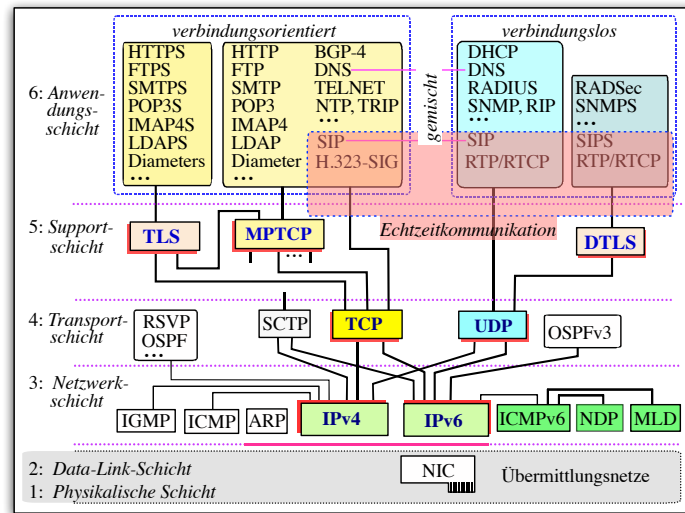 verbindungsorientiert
verbindungslos
gemischt
6: Anwen-
dungs-
schicht
HTTPS
FTPS
SMTPS
POP3S
IMAP4S
LDAPS
Diameters
...
HTTP
FTP
SMTP
POP3
IMAP4
LDAP
Diameter
...
BGP-4
DNS
TELNET
NTP, TRIP
...
SIP
H.323-SIG
DHCP
DNS
RADIUS
SNMP, RIP
...
SIP
RTP/RTCP
RADSec
SNMPS
...
SIPS
RTP/RTCP
Echtzeitkommunikation
5: Support-
schicht
TLS
MPTCP
...
DTLS
4: Transport-
schicht
RSVP
OSPF
...
SCTP
TCP
UDP
OSPFv3
3: Netzwerk-
schicht
IGMP
ICMP
ARP
IPv4
IPv6
ICMPv6
NDP
MLD
2: Data-Link-Schicht
1: Physikalische Schicht
NIC
Übermittlungsnetze